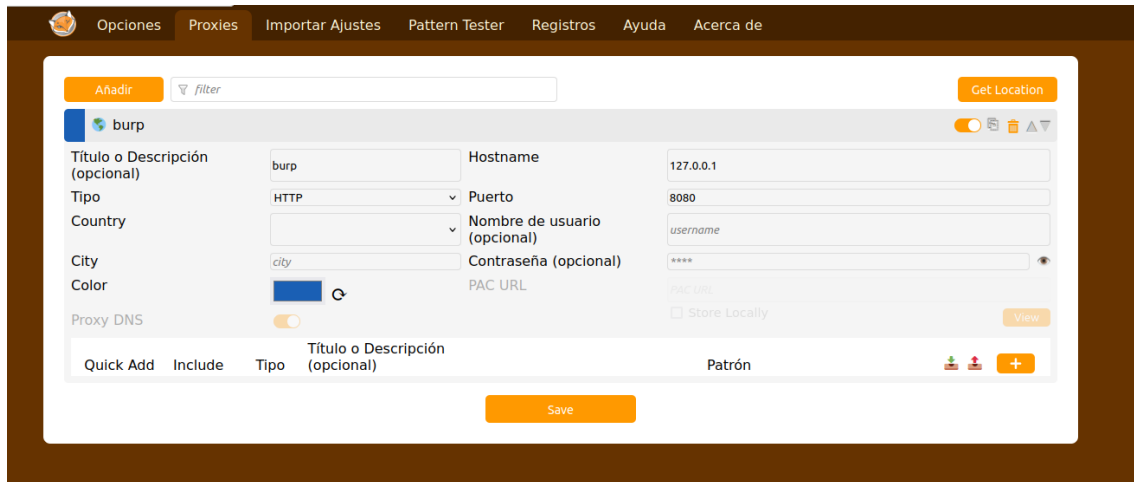 Opciones Proxies Importar Ajustes Pattern Tester Registros Ayuda Acerca de
Añadir filter Get Location
burp
Título o Descripción (opcional) burp Hostname 127.0.0.1
Tipo HTTP Puerto 8080
Country Nombre de usuario (opcional) username
City city Contraseña (opcional) ****
Color PAC URL PAC URL
Store Locally
Proxy DNS View
Quick Add Include Tipo Título o Descripción (opcional) Patrón +
Save